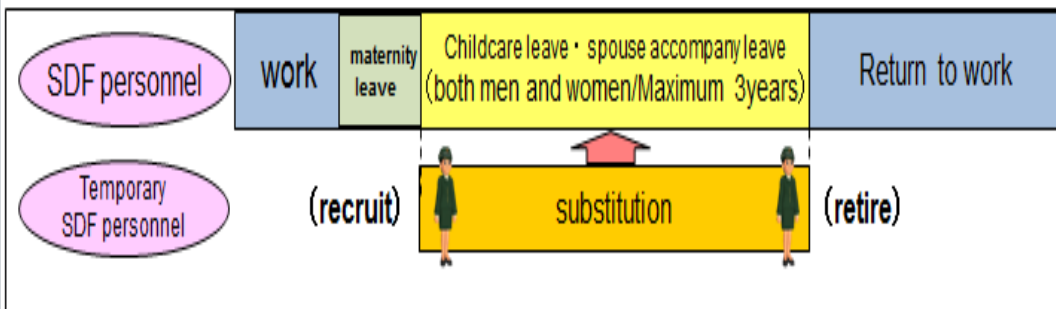 SDF personnel
work
maternity
leave
Childcare leave・spouse accompany leave
(both men and women/Maximum 3years)
Return to work
Temporary
SDF personnel
(recruit)
substitution
(retire)